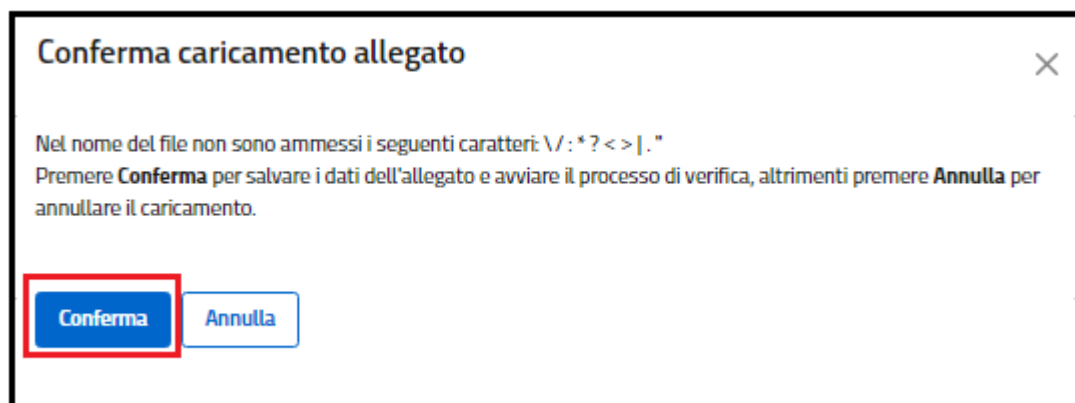 Conferma caricamento allegato
Nel nome del file non sono ammessi i seguenti caratteri: \ / : * ? < > | . "
Premere Conferma per salvare i dati dell'allegato e avviare il processo di verifica, altrimenti premere Annulla per
annullare il caricamento.
Conferma Annulla